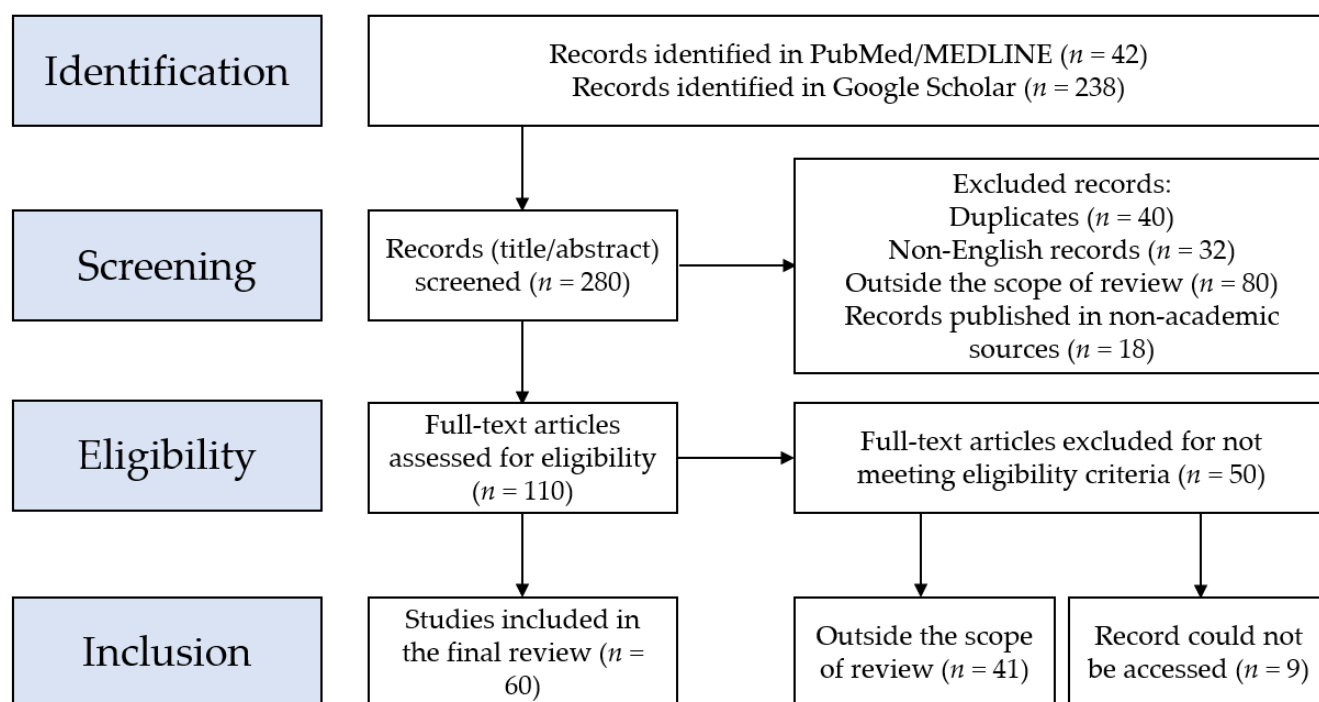 Identification
Records identified in PubMed/MEDLINE (n = 42)
Records identified in Google Scholar (n = 238)
Screening
Records (title/abstract)
screened (n = 280)
Excluded records:
Duplicates (n = 40)
Non-English records (n = 32)
Outside the scope of review (n = 80)
Records published in non-academic
sources (n = 18)
Eligibility
Full-text articles
assessed for eligibility
(n = 110)
Full-text articles excluded for not
meeting eligibility criteria (n = 50)
Inclusion
Studies included in
the final review (n =
60)
Outside the scope
of review (n = 41)
Record could not
be accessed (n = 9)